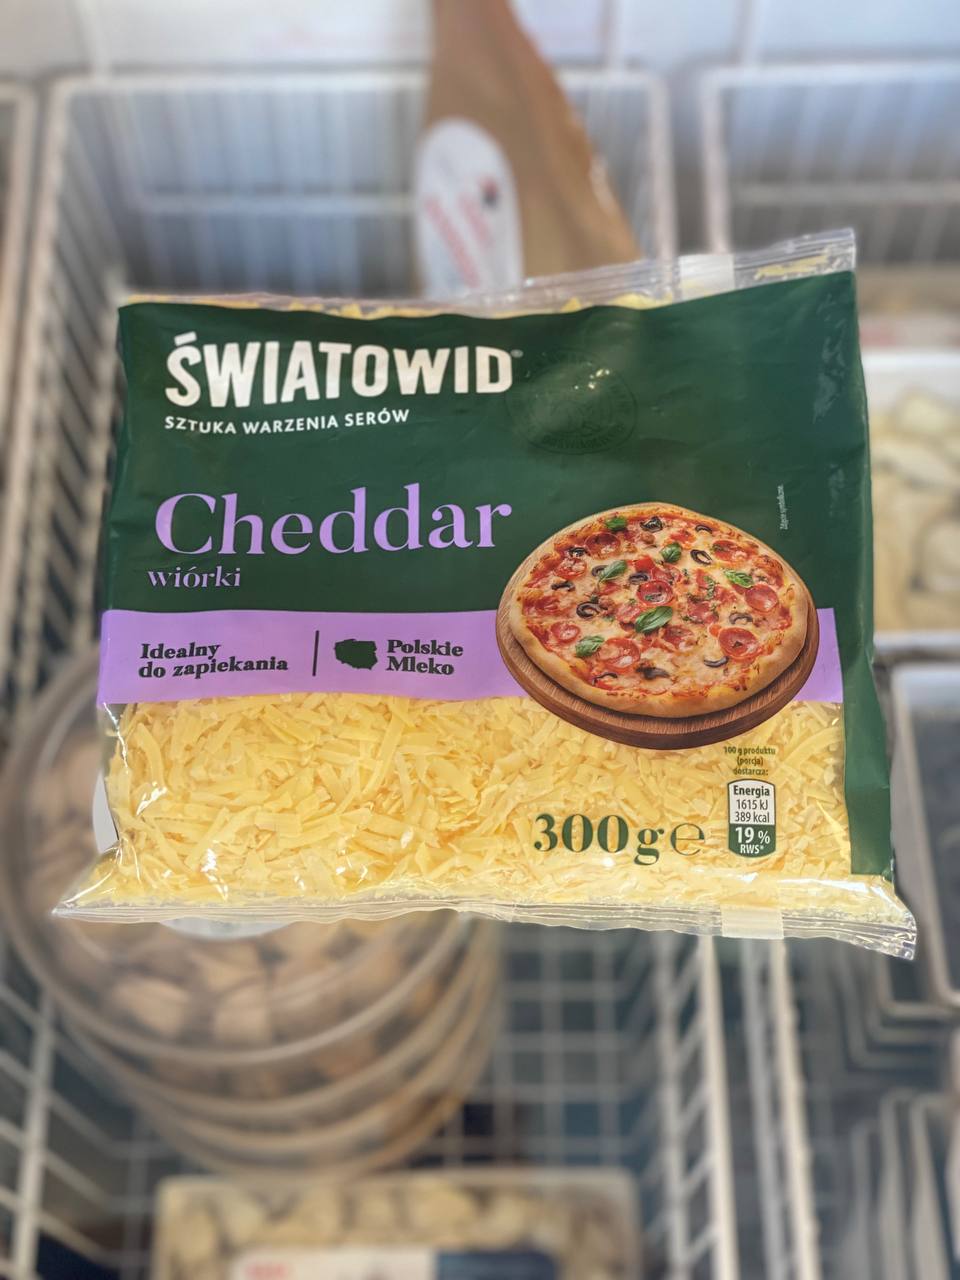 ŚWIATOWID®
SZTUKA WARZENIA SERÓW
Cheddar
wiórki
Idealny
do zapiekania
Polskie
Mleko
100 g produktu
(porcja)
dostarcza:
Energia
1615 kJ
389 kcal
19 %
RWS*
300 g ℮